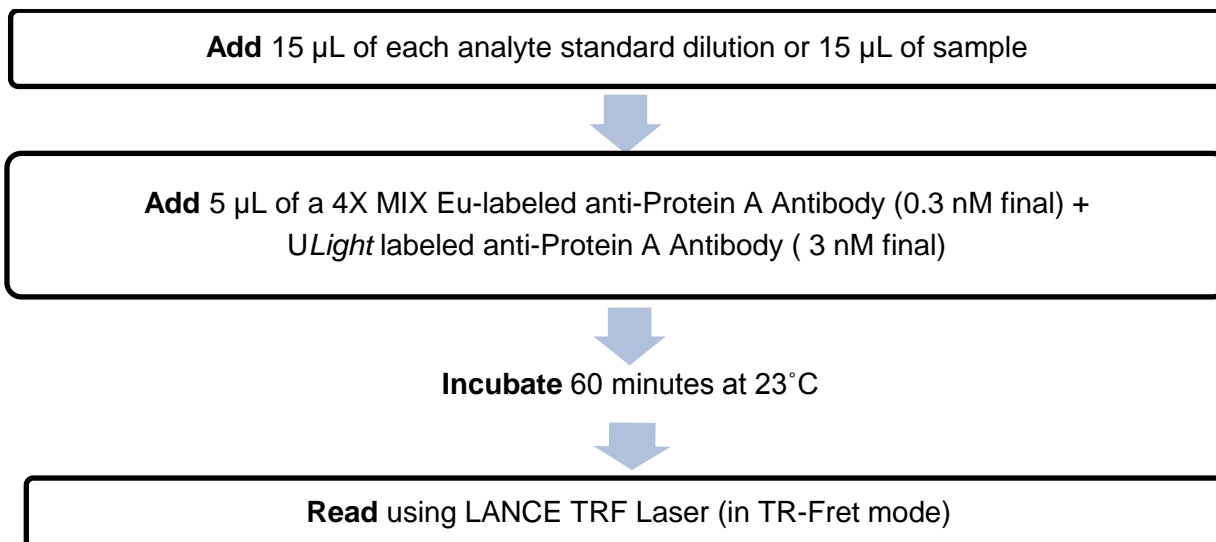 Add 15 µL of each analyte standard dilution or 15 µL of sample
Add 5 µL of a 4X MIX Eu-labeled anti-Protein A Antibody (0.3 nM final) +
ULight labeled anti-Protein A Antibody ( 3 nM final)
Incubate 60 minutes at 23˚C
Read using LANCE TRF Laser (in TR-Fret mode)